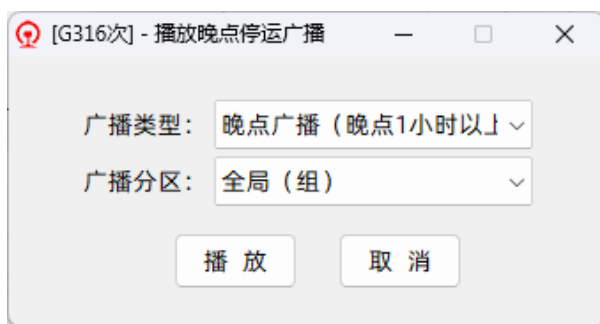 [G316次] - 播放晚点停运广播
广播类型： 晚点广播（晚点1小时以上
广播分区： 全局（组）
播 放 取 消